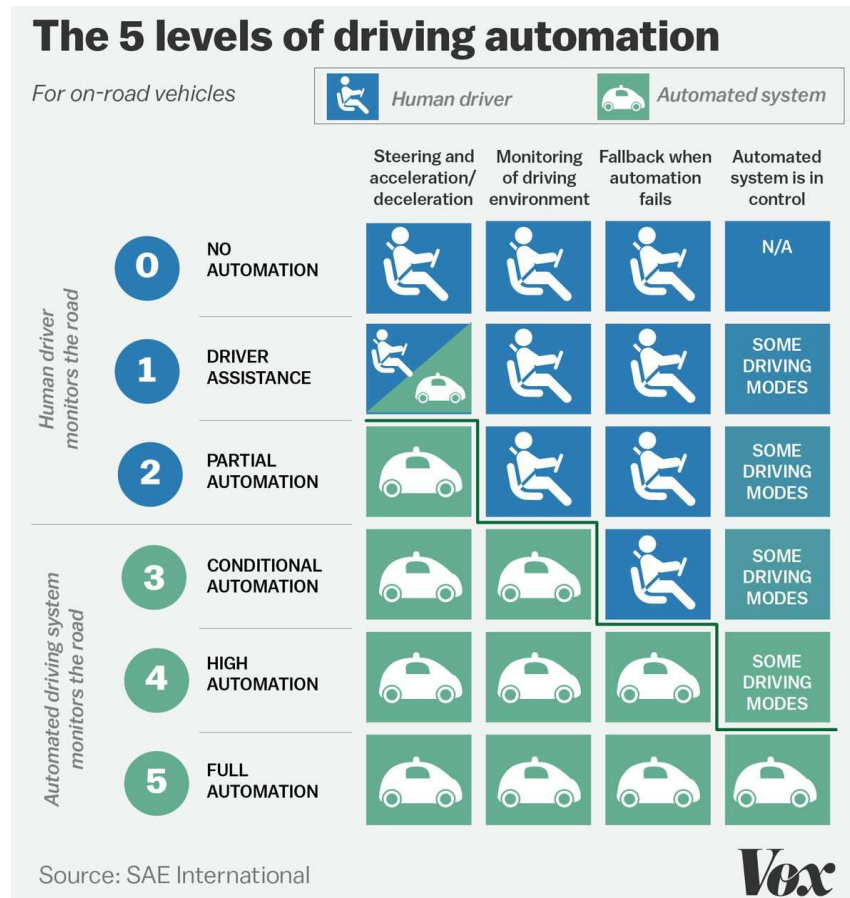 The 5 levels of driving automation
For on-road vehicles
Human driver
Automated system
Steering and
acceleration/
deceleration
Monitoring
of driving
environment
Fallback when
automation
fails
Automated
system is in
control
Human driver
monitors the road
0
NO
AUTOMATION
N/A
1
DRIVER
ASSISTANCE
SOME
DRIVING
MODES
2
PARTIAL
AUTOMATION
SOME
DRIVING
MODES
Automated driving system
monitors the road
3
CONDITIONAL
AUTOMATION
SOME
DRIVING
MODES
4
HIGH
AUTOMATION
SOME
DRIVING
MODES
5
FULL
AUTOMATION
Source: SAE International
Vox